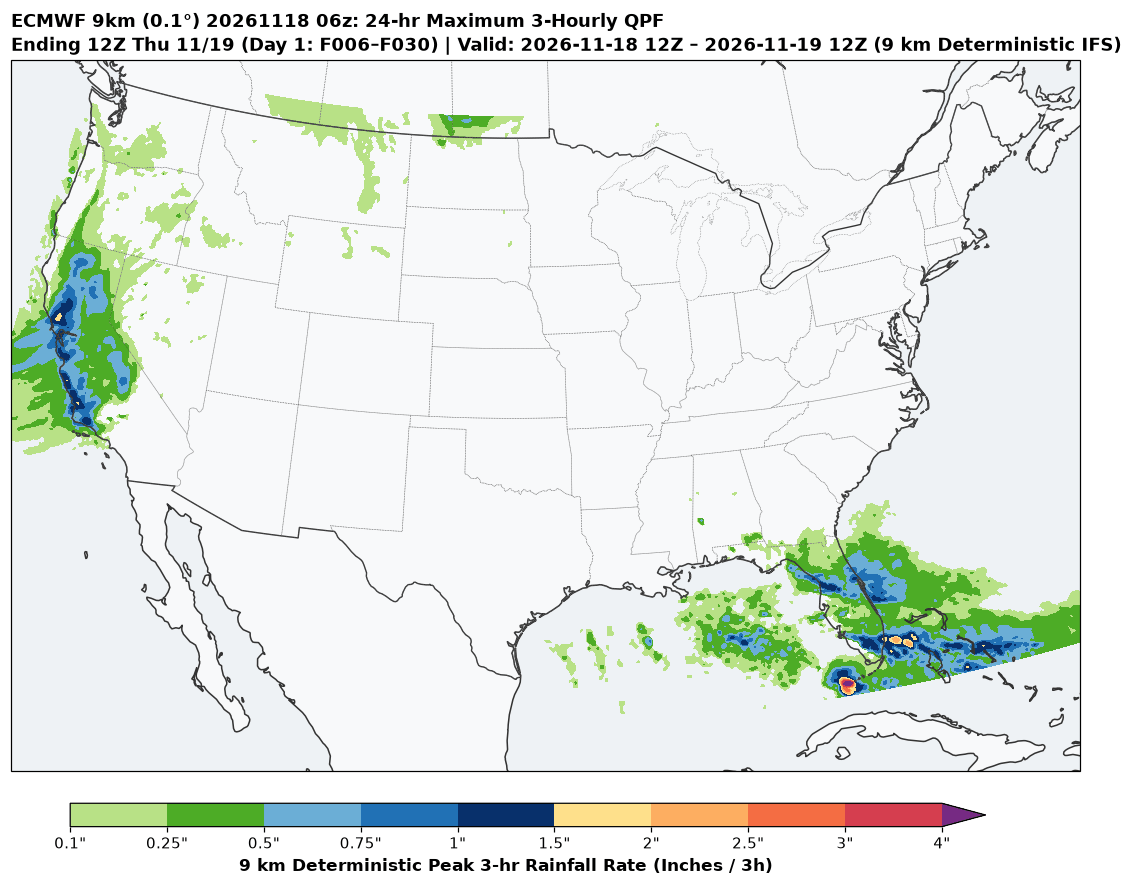 ECMWF 9km (0.1°) 20261118 06z: 24-hr Maximum 3-Hourly QPF
Ending 12Z Thu 11/19 (Day 1: F006–F030) | Valid: 2026-11-18 12Z – 2026-11-19 12Z (9 km Deterministic IFS)
0.1" 0.25" 0.5" 0.75" 1" 1.5" 2" 2.5" 3" 4"
9 km Deterministic Peak 3-hr Rainfall Rate (Inches / 3h)